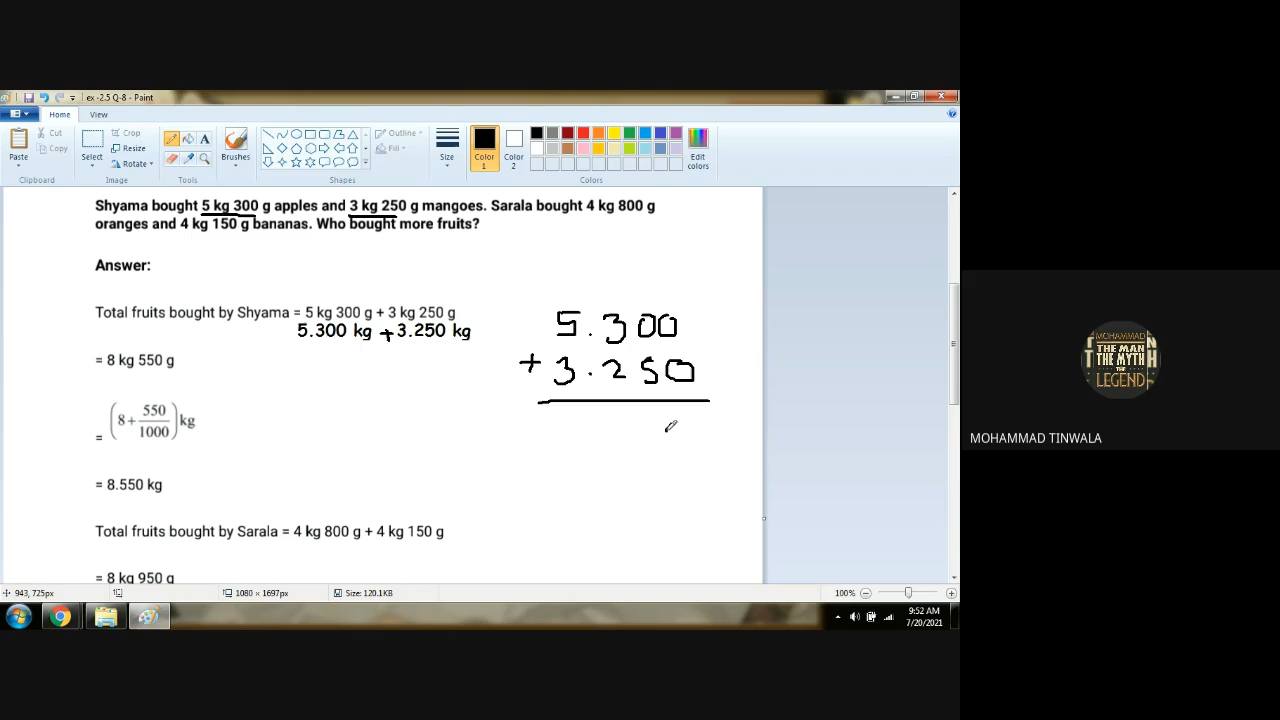 ex -2.5 Q-8 - Paint
Home View
Paste
Cut
Copy
Clipboard
Select
Crop
Resize
Rotate
Image
A
Tools
Brushes
Outline
Fill
Shapes
Size
Color 1
Color 2
Edit colors
Colors
Shyama bought 5 kg 300 g apples and 3 kg 250 g mangoes. Sarala bought 4 kg 800 g
oranges and 4 kg 150 g bananas. Who bought more fruits?
Answer:
Total fruits bought by Shyama = 5 kg 300 g + 3 kg 250 g
5.300 kg + 3.250 kg
= 8 kg 550 g
= (8 + 550/1000) kg
= 8.550 kg
Total fruits bought by Sarala = 4 kg 800 g + 4 kg 150 g
= 8 kg 950 g
5.300
+ 3.250
943, 725px
1080 × 1697px
Size: 120.1KB
100%
9:52 AM
7/20/2021
MOHAMMAD
THE MAN
THE MYTH
THE
LEGEND
MOHAMMAD TINWALA